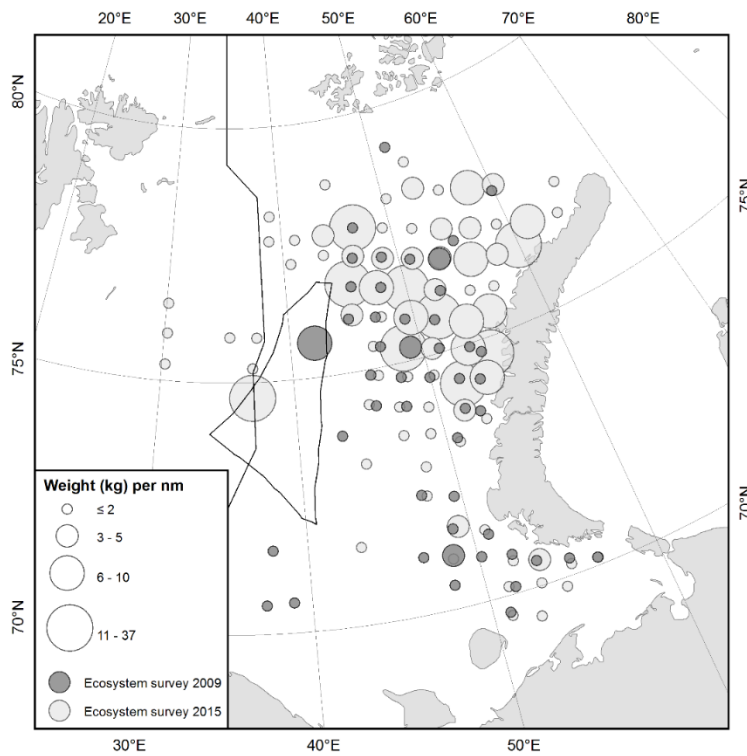 20°E 30°E 40°E 50°E 60°E 70°E 80°E
80°N
75°N
75°N
70°N
70°N
Weight (kg) per nm
≤ 2
3 - 5
6 - 10
11 - 37
Ecosystem survey 2009
Ecosystem survey 2015
30°E 40°E 50°E 60°E